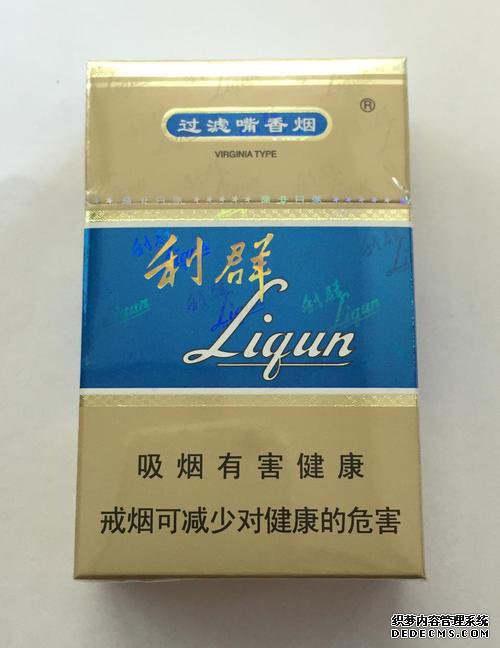 过滤嘴香烟
®
VIRGINIA TYPE
利群
Liqun
吸烟有害健康
戒烟可减少对健康的危害
织梦内容管理系统
DEDECMS.COM